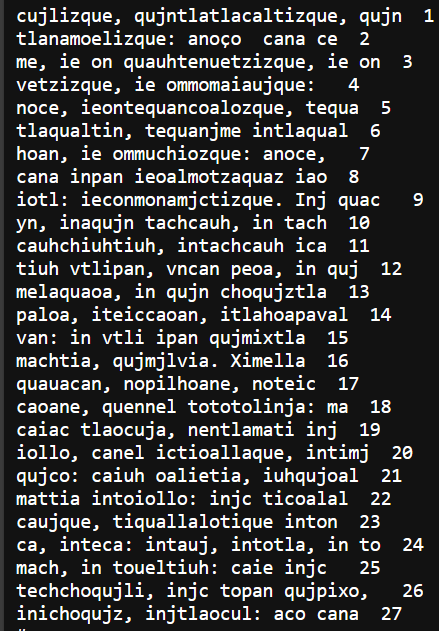 cujlizque, qujntlatlacaltizque, qujn  1
tlanamoelizque: anoço  cana ce  2
me, ie on quauhtenuetzizque, ie on  3
vetzizque, ie ommomaiaujque:   4
noce, ieontequancoalozque, tequa  5
tlaqualtin, tequanjme intlaqual  6
hoan, ie ommuchiozque: anoce,   7
cana inpan ieoalmotzaquaz iao  8
iotl: ieconmonamjctizque. Inj quac   9
yn, inaqujn tachcauh, in tach  10
cauhchiuhtiuh, intachcauh ica  11
tiuh vtlipan, vncan peoa, in quj  12
melaquaoa, in qujn choqujztla  13
paloa, iteiccaoan, itlahoapaval  14
van: in vtli ipan qujmixtla  15
machtia, qujmjlvia. Ximella  16
quauacan, nopilhoane, noteic  17
caoane, quennel tototolinja: ma  18
caiac tlaocuja, nentlamati inj  19
iollo, canel ictioallaque, intimj  20
qujco: caiuh oalietia, iuhqujoal  21
mattia intoiollo: injc ticoalal  22
caujque, tiquallalotique inton  23
ca, inteca: intauj, intotla, in to  24
mach, in toueltiuh: caie injc   25
techchoqujli, injc topan qujpixo,   26
inichoqujz, injtlaocul: aco cana  27